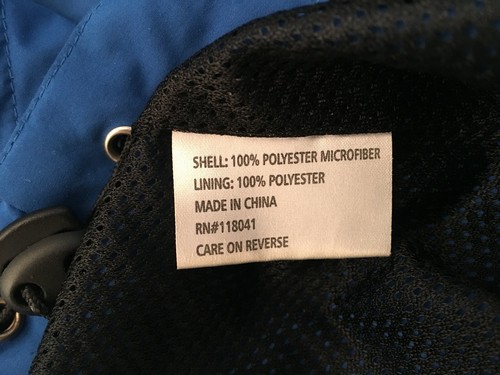 SHELL: 100% POLYESTER MICROFIBER
LINING: 100% POLYESTER
MADE IN CHINA
RN#118041
CARE ON REVERSE